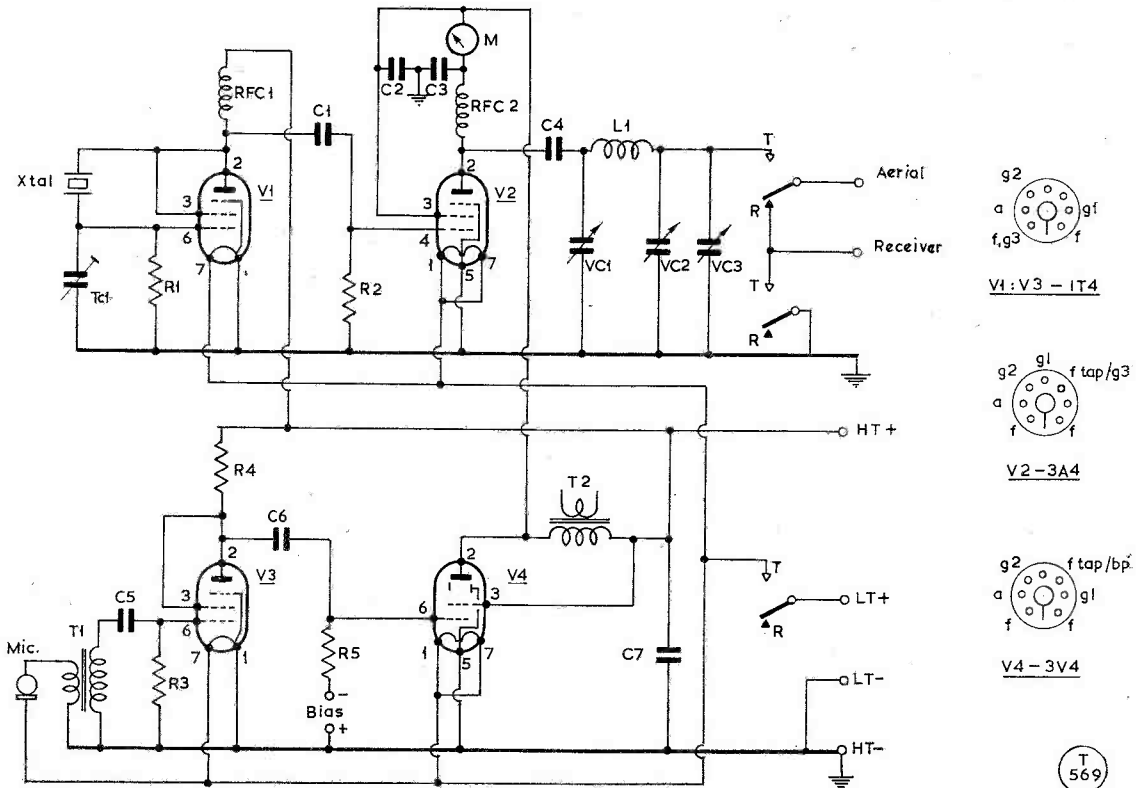 RFC1
C1
Xtal
2
V1
3
6
7
1
Tc1
R1
R2
M
C2
C3
RFC2
2
V2
3
4
1
5
7
C4
L1
VC1
VC2
VC3
T
R
Aerial
Receiver
T
R
g2
a
g1
f,g3
f
V1:V3-1T4
g1
g2
f tap/g3
a
f
f
V2-3A4
HT+
R4
C6
2
V3
3
6
7
1
C5
T1
Mic.
R3
R5
-
Bias
+
T2
2
V4
6
3
1
5
7
C7
T
LT+
R
LT-
HT-
g2
f tap/bp
a
g1
f
f
V4-3V4
T
569